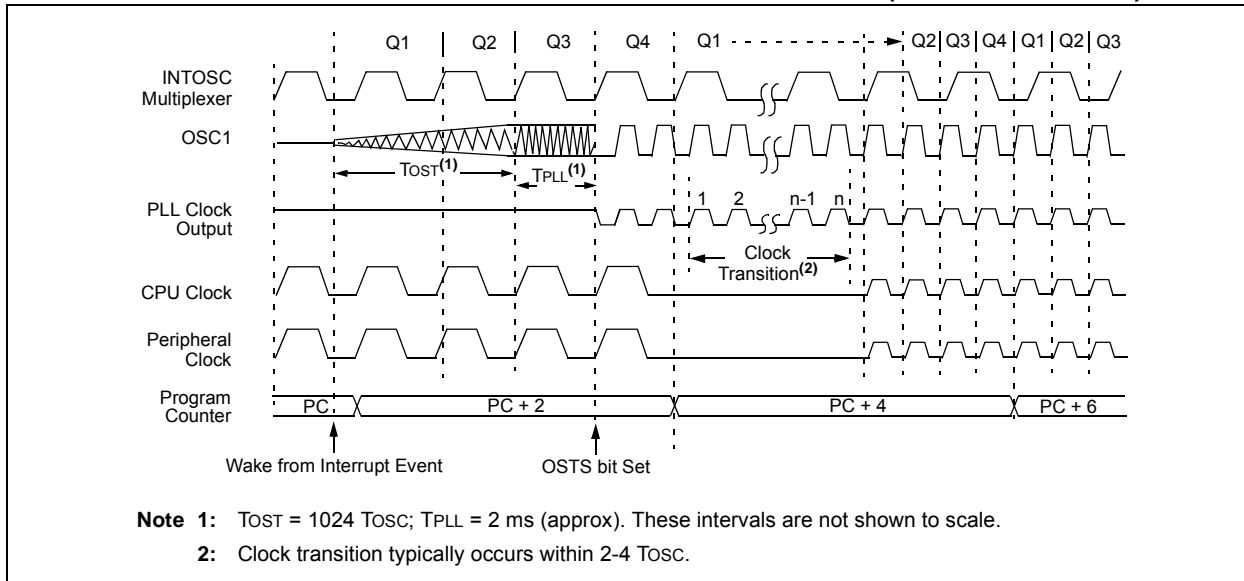 Q1 Q2 Q3 Q4 Q1 Q2 Q3 Q4 Q1 Q2 Q3
INTOSC
Multiplexer
OSC1
TOST(1)
TPLL(1)
PLL Clock
Output
1 2 n-1 n
Clock
Transition(2)
CPU Clock
Peripheral
Clock
Program
Counter
PC PC + 2 PC + 4 PC + 6
Wake from Interrupt Event OSTS bit Set
Note 1: TOST = 1024 TOSC; TPLL = 2 ms (approx). These intervals are not shown to scale.
2: Clock transition typically occurs within 2-4 TOSC.